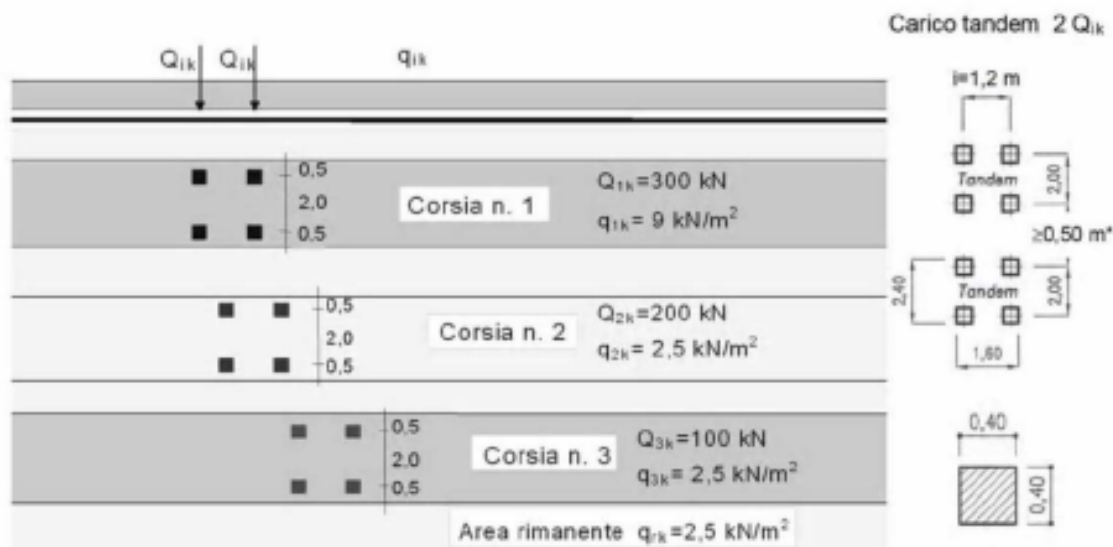 Carico tandem 2 Qik
Qik Qik qik
i=1,2 m
0,5
2,0
0,5
Corsia n. 1
Q1k=300 kN
q1k= 9 kN/m²
Tandem
2,00
≥0,50 m*
0,5
2,0
0,5
Corsia n. 2
Q2k=200 kN
q2k= 2,5 kN/m²
2,40
Tandem
2,00
1,60
0,5
2,0
0,5
Corsia n. 3
Q3k=100 kN
q3k= 2,5 kN/m²
0,40
0,40
Area rimanente qrk=2,5 kN/m²